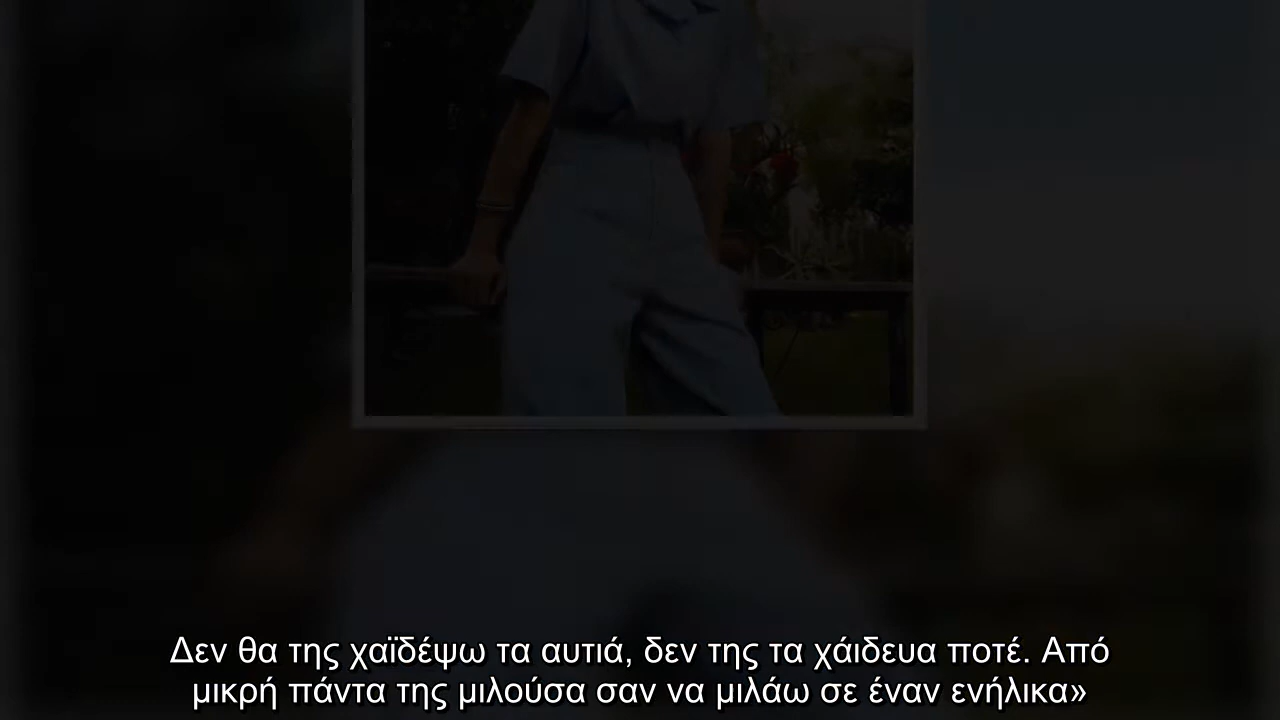 Δεν θα της χαϊδέψω τα αυτιά, δεν της τα χάιδευα ποτέ. Από
μικρή πάντα της μιλούσα σαν να μιλάω σε έναν ενήλικα»